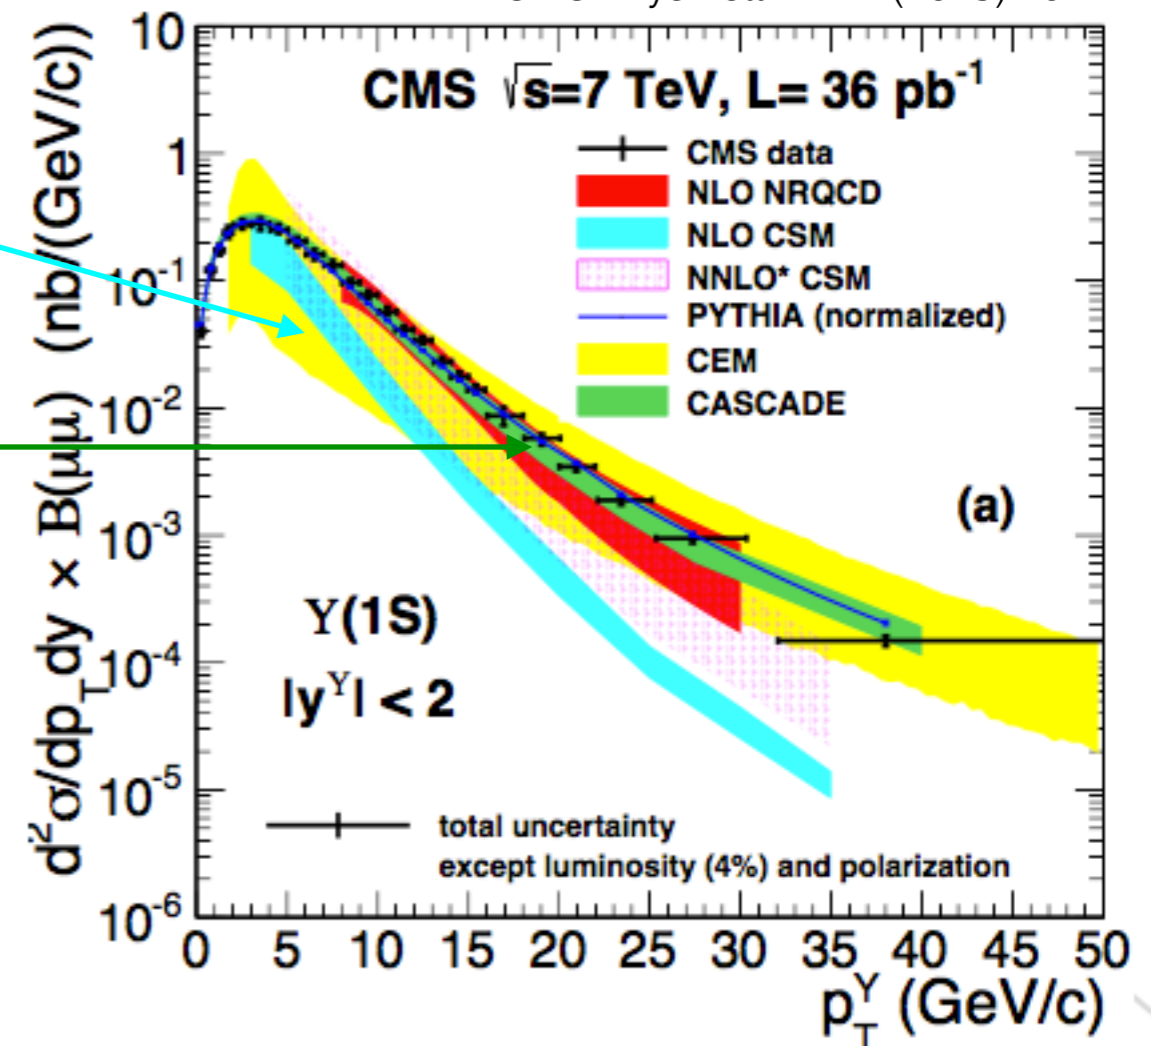 10
1
10⁻¹
10⁻²
10⁻³
10⁻⁴
10⁻⁵
10⁻⁶
d²σ/dp_T dy × B(μμ) (nb/(GeV/c))
CMS √s=7 TeV, L= 36 pb⁻¹
CMS data
NLO NRQCD
NLO CSM
NNLO* CSM
PYTHIA (normalized)
CEM
CASCADE
(a)
Υ(1S)
|y^Υ| < 2
total uncertainty
except luminosity (4%) and polarization
0 5 10 15 20 25 30 35 40 45 50
p_T^Υ (GeV/c)